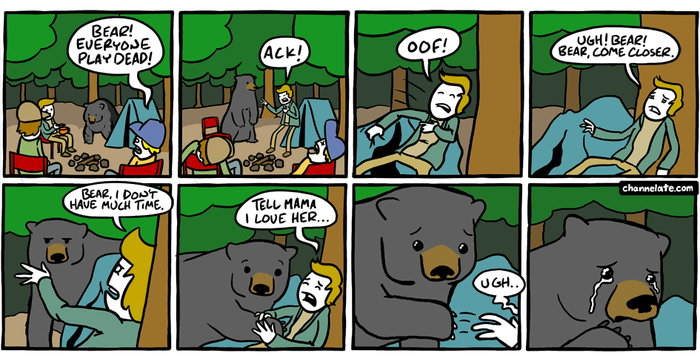 BEAR!
EVERYONE
PLAY DEAD!
ACK!
OOF!
UGH! BEAR!
BEAR, COME CLOSER.
BEAR, I DON'T
HAVE MUCH TIME.
TELL MAMA
I LOVE HER...
UGH..
channelate.com